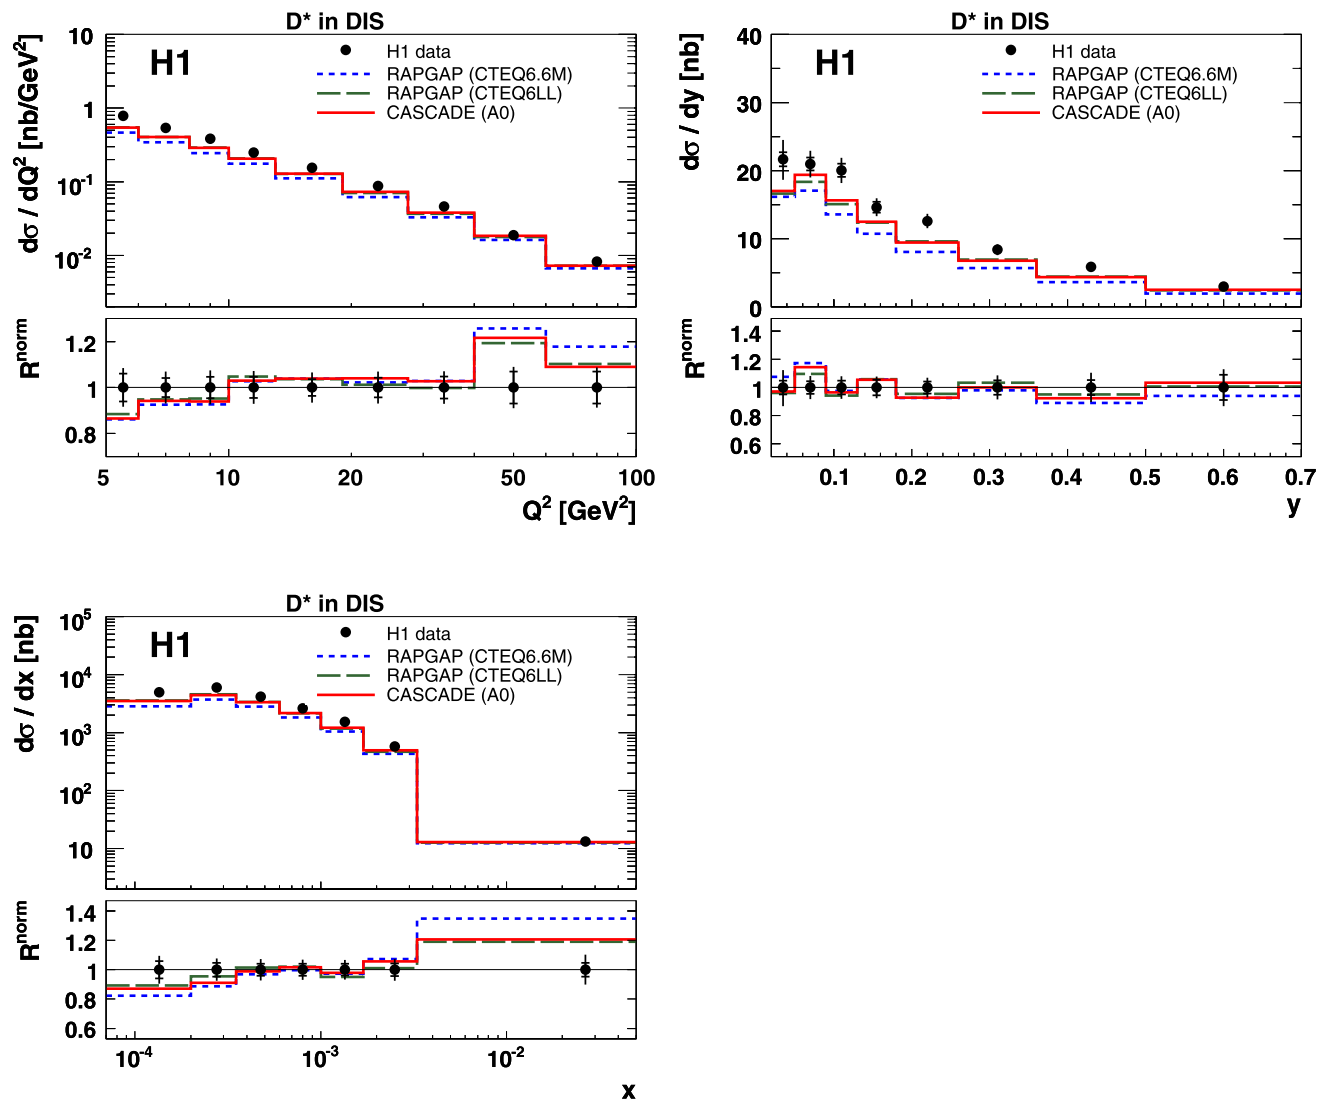 D* in DIS
H1
H1 data
RAPGAP (CTEQ6.6M)
RAPGAP (CTEQ6LL)
CASCADE (A0)
dσ / dQ² [nb/GeV²]
10
1
10⁻¹
10⁻²
Rⁿᵒʳᵐ
1.2
1
0.8
5 10 20 50 100
Q² [GeV²]
D* in DIS
H1
H1 data
RAPGAP (CTEQ6.6M)
RAPGAP (CTEQ6LL)
CASCADE (A0)
dσ / dy [nb]
40
30
20
10
0
Rⁿᵒʳᵐ
1.4
1.2
1
0.8
0.6
0.1 0.2 0.3 0.4 0.5 0.6 0.7
y
D* in DIS
H1
H1 data
RAPGAP (CTEQ6.6M)
RAPGAP (CTEQ6LL)
CASCADE (A0)
dσ / dx [nb]
10⁵
10⁴
10³
10²
10
Rⁿᵒʳᵐ
1.4
1.2
1
0.8
0.6
10⁻⁴ 10⁻³ 10⁻²
x